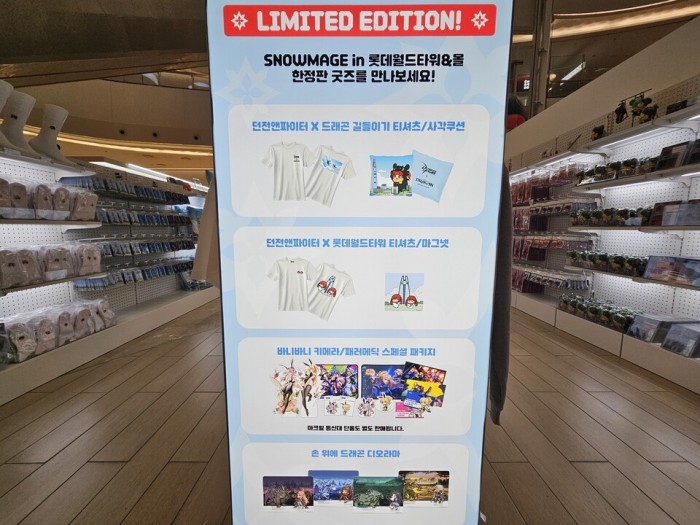 LIMITED EDITION!
SNOWMAGE in 롯데월드타워&몰
한정판 굿즈를 만나보세요!
던전앤파이터 X 드래곤 길들이기 티셔츠/사각쿠션
던전앤파이터 X 롯데월드타워 티셔츠/마그넷
바니바니 키메라/패러메딕 스페셜 패키지
아크릴 등신대 단품도 별도 판매합니다.
손 위에 드래곤 디오라마